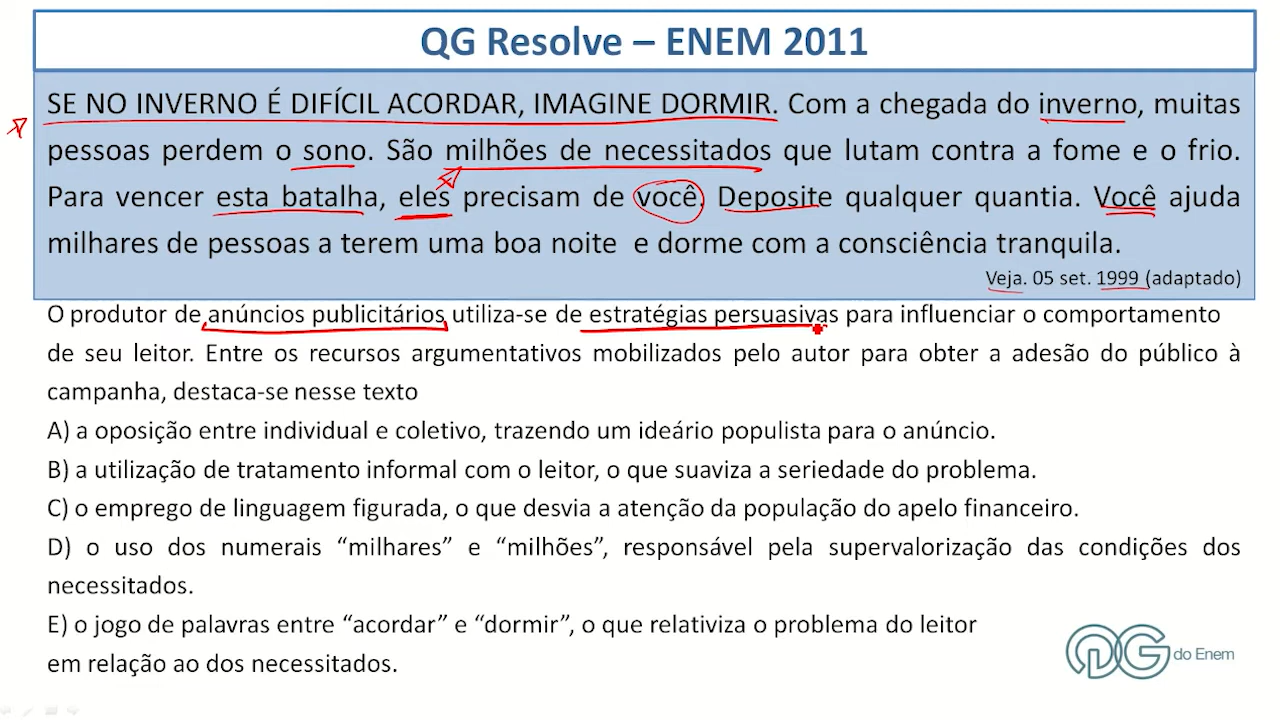 QG Resolve – ENEM 2011
SE NO INVERNO É DIFÍCIL ACORDAR, IMAGINE DORMIR. Com a chegada do inverno, muitas
pessoas perdem o sono. São milhões de necessitados que lutam contra a fome e o frio.
Para vencer esta batalha, eles precisam de você. Deposite qualquer quantia. Você ajuda
milhares de pessoas a terem uma boa noite e dorme com a consciência tranquila.
Veja. 05 set. 1999 (adaptado)
O produtor de anúncios publicitários utiliza-se de estratégias persuasivas para influenciar o comportamento
de seu leitor. Entre os recursos argumentativos mobilizados pelo autor para obter a adesão do público à
campanha, destaca-se nesse texto
A) a oposição entre individual e coletivo, trazendo um ideário populista para o anúncio.
B) a utilização de tratamento informal com o leitor, o que suaviza a seriedade do problema.
C) o emprego de linguagem figurada, o que desvia a atenção da população do apelo financeiro.
D) o uso dos numerais “milhares” e “milhões”, responsável pela supervalorização das condições dos
necessitados.
E) o jogo de palavras entre “acordar” e “dormir”, o que relativiza o problema do leitor
em relação ao dos necessitados.
QG do Enem